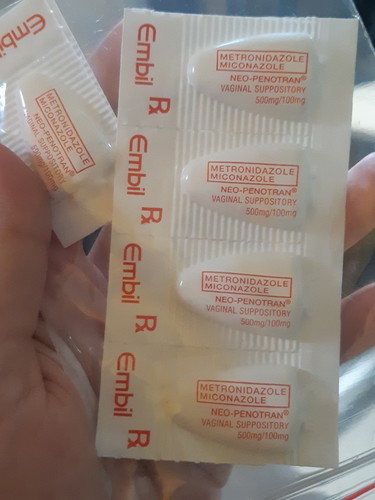 Embil
METRONIDAZOLE
MICONAZOLE
NEO-PENOTRAN®
VAGINAL SUPPOSITORY
500mg/100mg
Embil ℞
METRONIDAZOLE
MICONAZOLE
NEO-PENOTRAN®
VAGINAL SUPPOSITORY
500mg/100mg
Embil ℞
METRONIDAZOLE
MICONAZOLE
NEO-PENOTRAN®
VAGINAL SUPPOSITORY
500mg/100mg
Embil ℞
METRONIDAZOLE
MICONAZOLE
NEO-PENOTRAN®
VAGINAL SUPPOSITORY
500mg/100mg
Embil ℞
METRONIDAZOLE
MICONAZOLE
NEO-PENOTRAN®
VAGINAL SUPPOSITORY
500mg/100mg